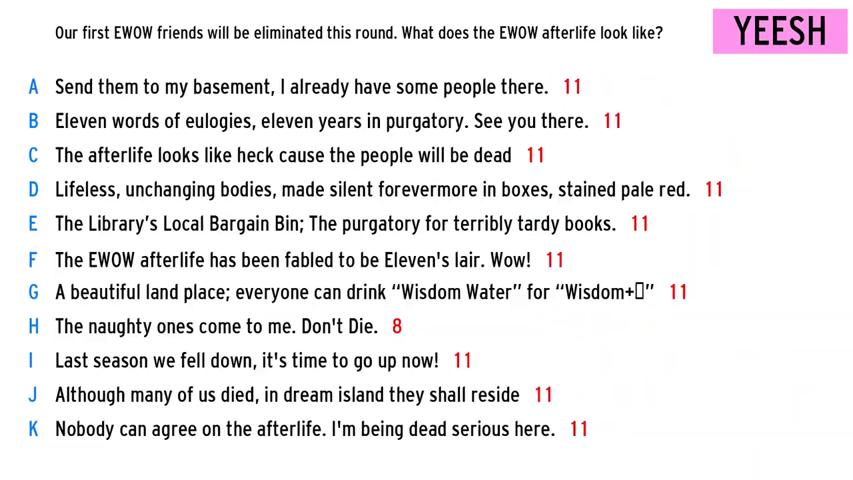 Our first EWOW friends will be eliminated this round. What does the EWOW afterlife look like?
YEESH
A Send them to my basement, I already have some people there. 11
B Eleven words of eulogies, eleven years in purgatory. See you there. 11
C The afterlife looks like heck cause the people will be dead 11
D Lifeless, unchanging bodies, made silent forevermore in boxes, stained pale red. 11
E The Library’s Local Bargain Bin; The purgatory for terribly tardy books. 11
F The EWOW afterlife has been fabled to be Eleven's lair. Wow! 11
G A beautiful land place; everyone can drink “Wisdom Water” for “Wisdom+▯” 11
H The naughty ones come to me. Don't Die. 8
I Last season we fell down, it's time to go up now! 11
J Although many of us died, in dream island they shall reside 11
K Nobody can agree on the afterlife. I'm being dead serious here. 11